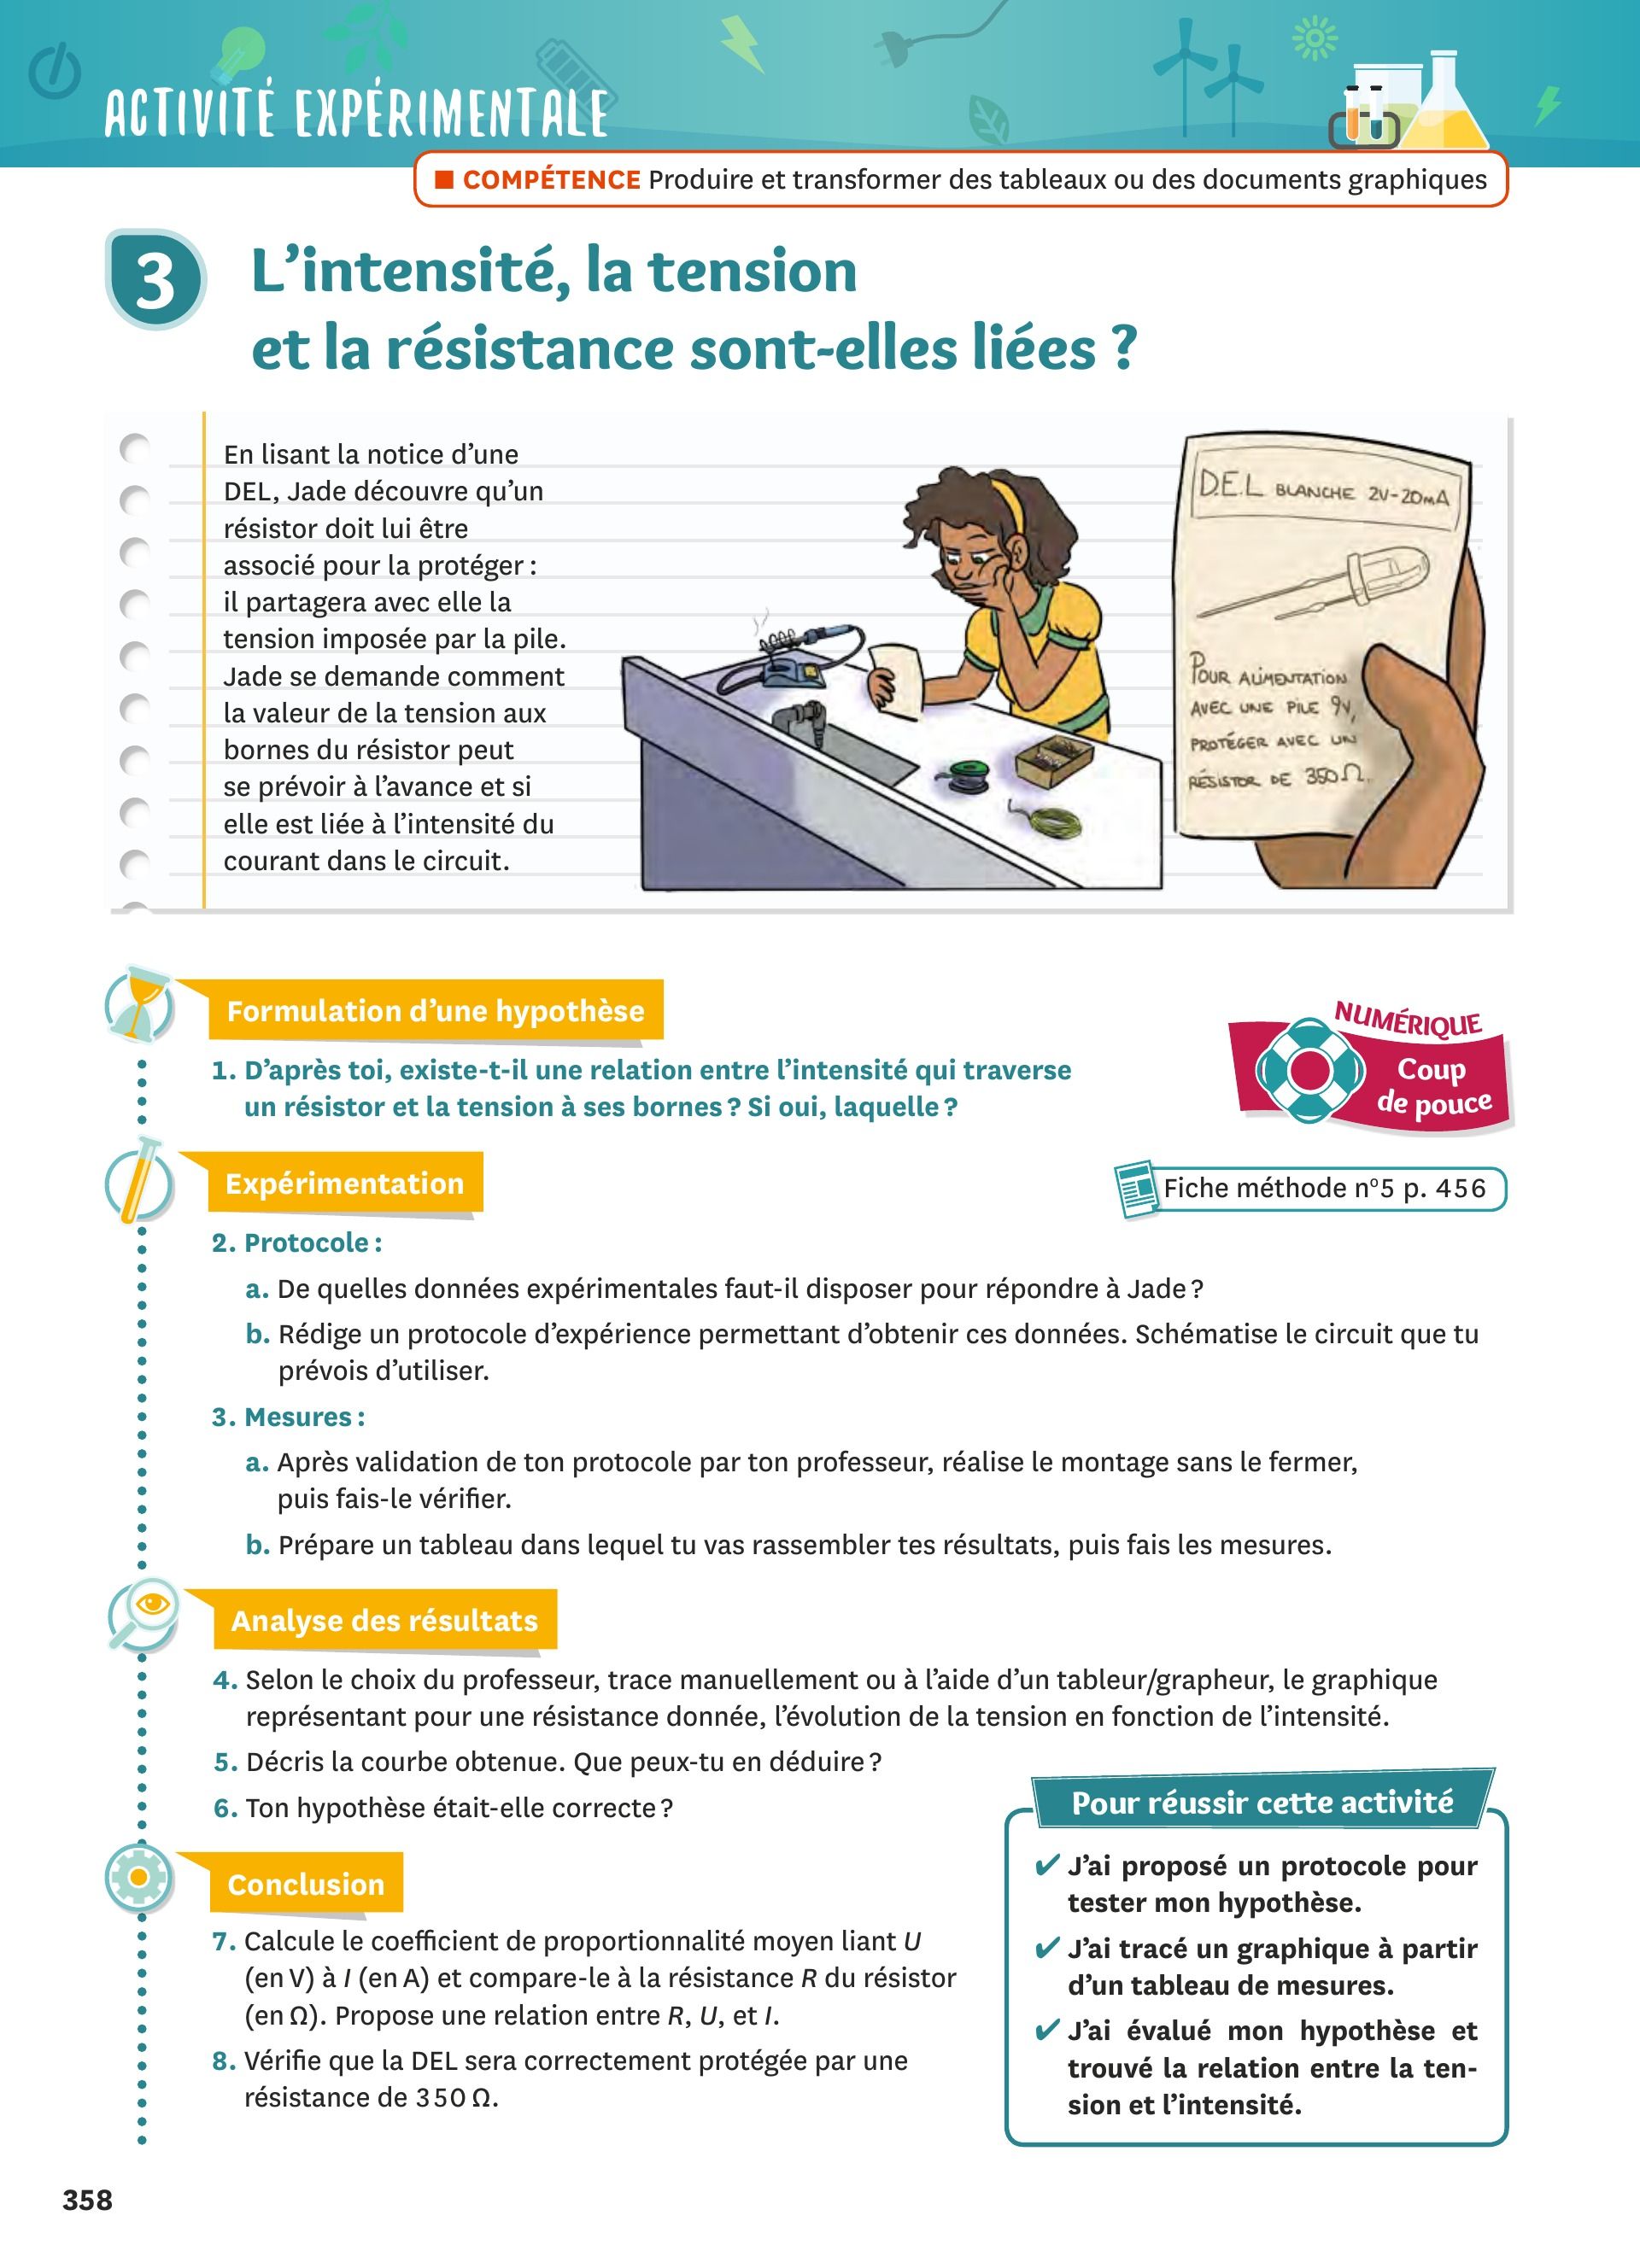 ACTIVITÉ EXPÉRIMENTALE
■ COMPÉTENCE Produire et transformer des tableaux ou des documents graphiques
3
L'intensité, la tension
et la résistance sont-elles liées ?
En lisant la notice d'une
DEL, Jade découvre qu'un
résistor doit lui être
associé pour la protéger :
il partagera avec elle la
tension imposée par la pile.
Jade se demande comment
la valeur de la tension aux
bornes du résistor peut
se prévoir à l'avance et si
elle est liée à l'intensité du
courant dans le circuit.
D.E.L BLANCHE 2V-20mA
POUR ALIMENTATION
AVEC UNE PILE 9V,
PROTÉGER AVEC UN
RÉSISTOR DE 350Ω.
Formulation d'une hypothèse
1. D'après toi, existe-t-il une relation entre l'intensité qui traverse
un résistor et la tension à ses bornes ? Si oui, laquelle ?
NUMÉRIQUE
Coup
de pouce
Expérimentation
Fiche méthode n°5 p. 456
2. Protocole :
a. De quelles données expérimentales faut-il disposer pour répondre à Jade ?
b. Rédige un protocole d'expérience permettant d'obtenir ces données. Schématise le circuit que tu
prévois d'utiliser.
3. Mesures :
a. Après validation de ton protocole par ton professeur, réalise le montage sans le fermer,
puis fais-le vérifier.
b. Prépare un tableau dans lequel tu vas rassembler tes résultats, puis fais les mesures.
Analyse des résultats
4. Selon le choix du professeur, trace manuellement ou à l'aide d'un tableur/grapheur, le graphique
représentant pour une résistance donnée, l'évolution de la tension en fonction de l'intensité.
5. Décris la courbe obtenue. Que peux-tu en déduire ?
6. Ton hypothèse était-elle correcte ?
Conclusion
7. Calcule le coefficient de proportionnalité moyen liant U
(en V) à I (en A) et compare-le à la résistance R du résistor
(en Ω). Propose une relation entre R, U, et I.
8. Vérifie que la DEL sera correctement protégée par une
résistance de 350 Ω.
Pour réussir cette activité
✔ J'ai proposé un protocole pour
tester mon hypothèse.
✔ J'ai tracé un graphique à partir
d'un tableau de mesures.
✔ J'ai évalué mon hypothèse et
trouvé la relation entre la ten-
sion et l'intensité.
358